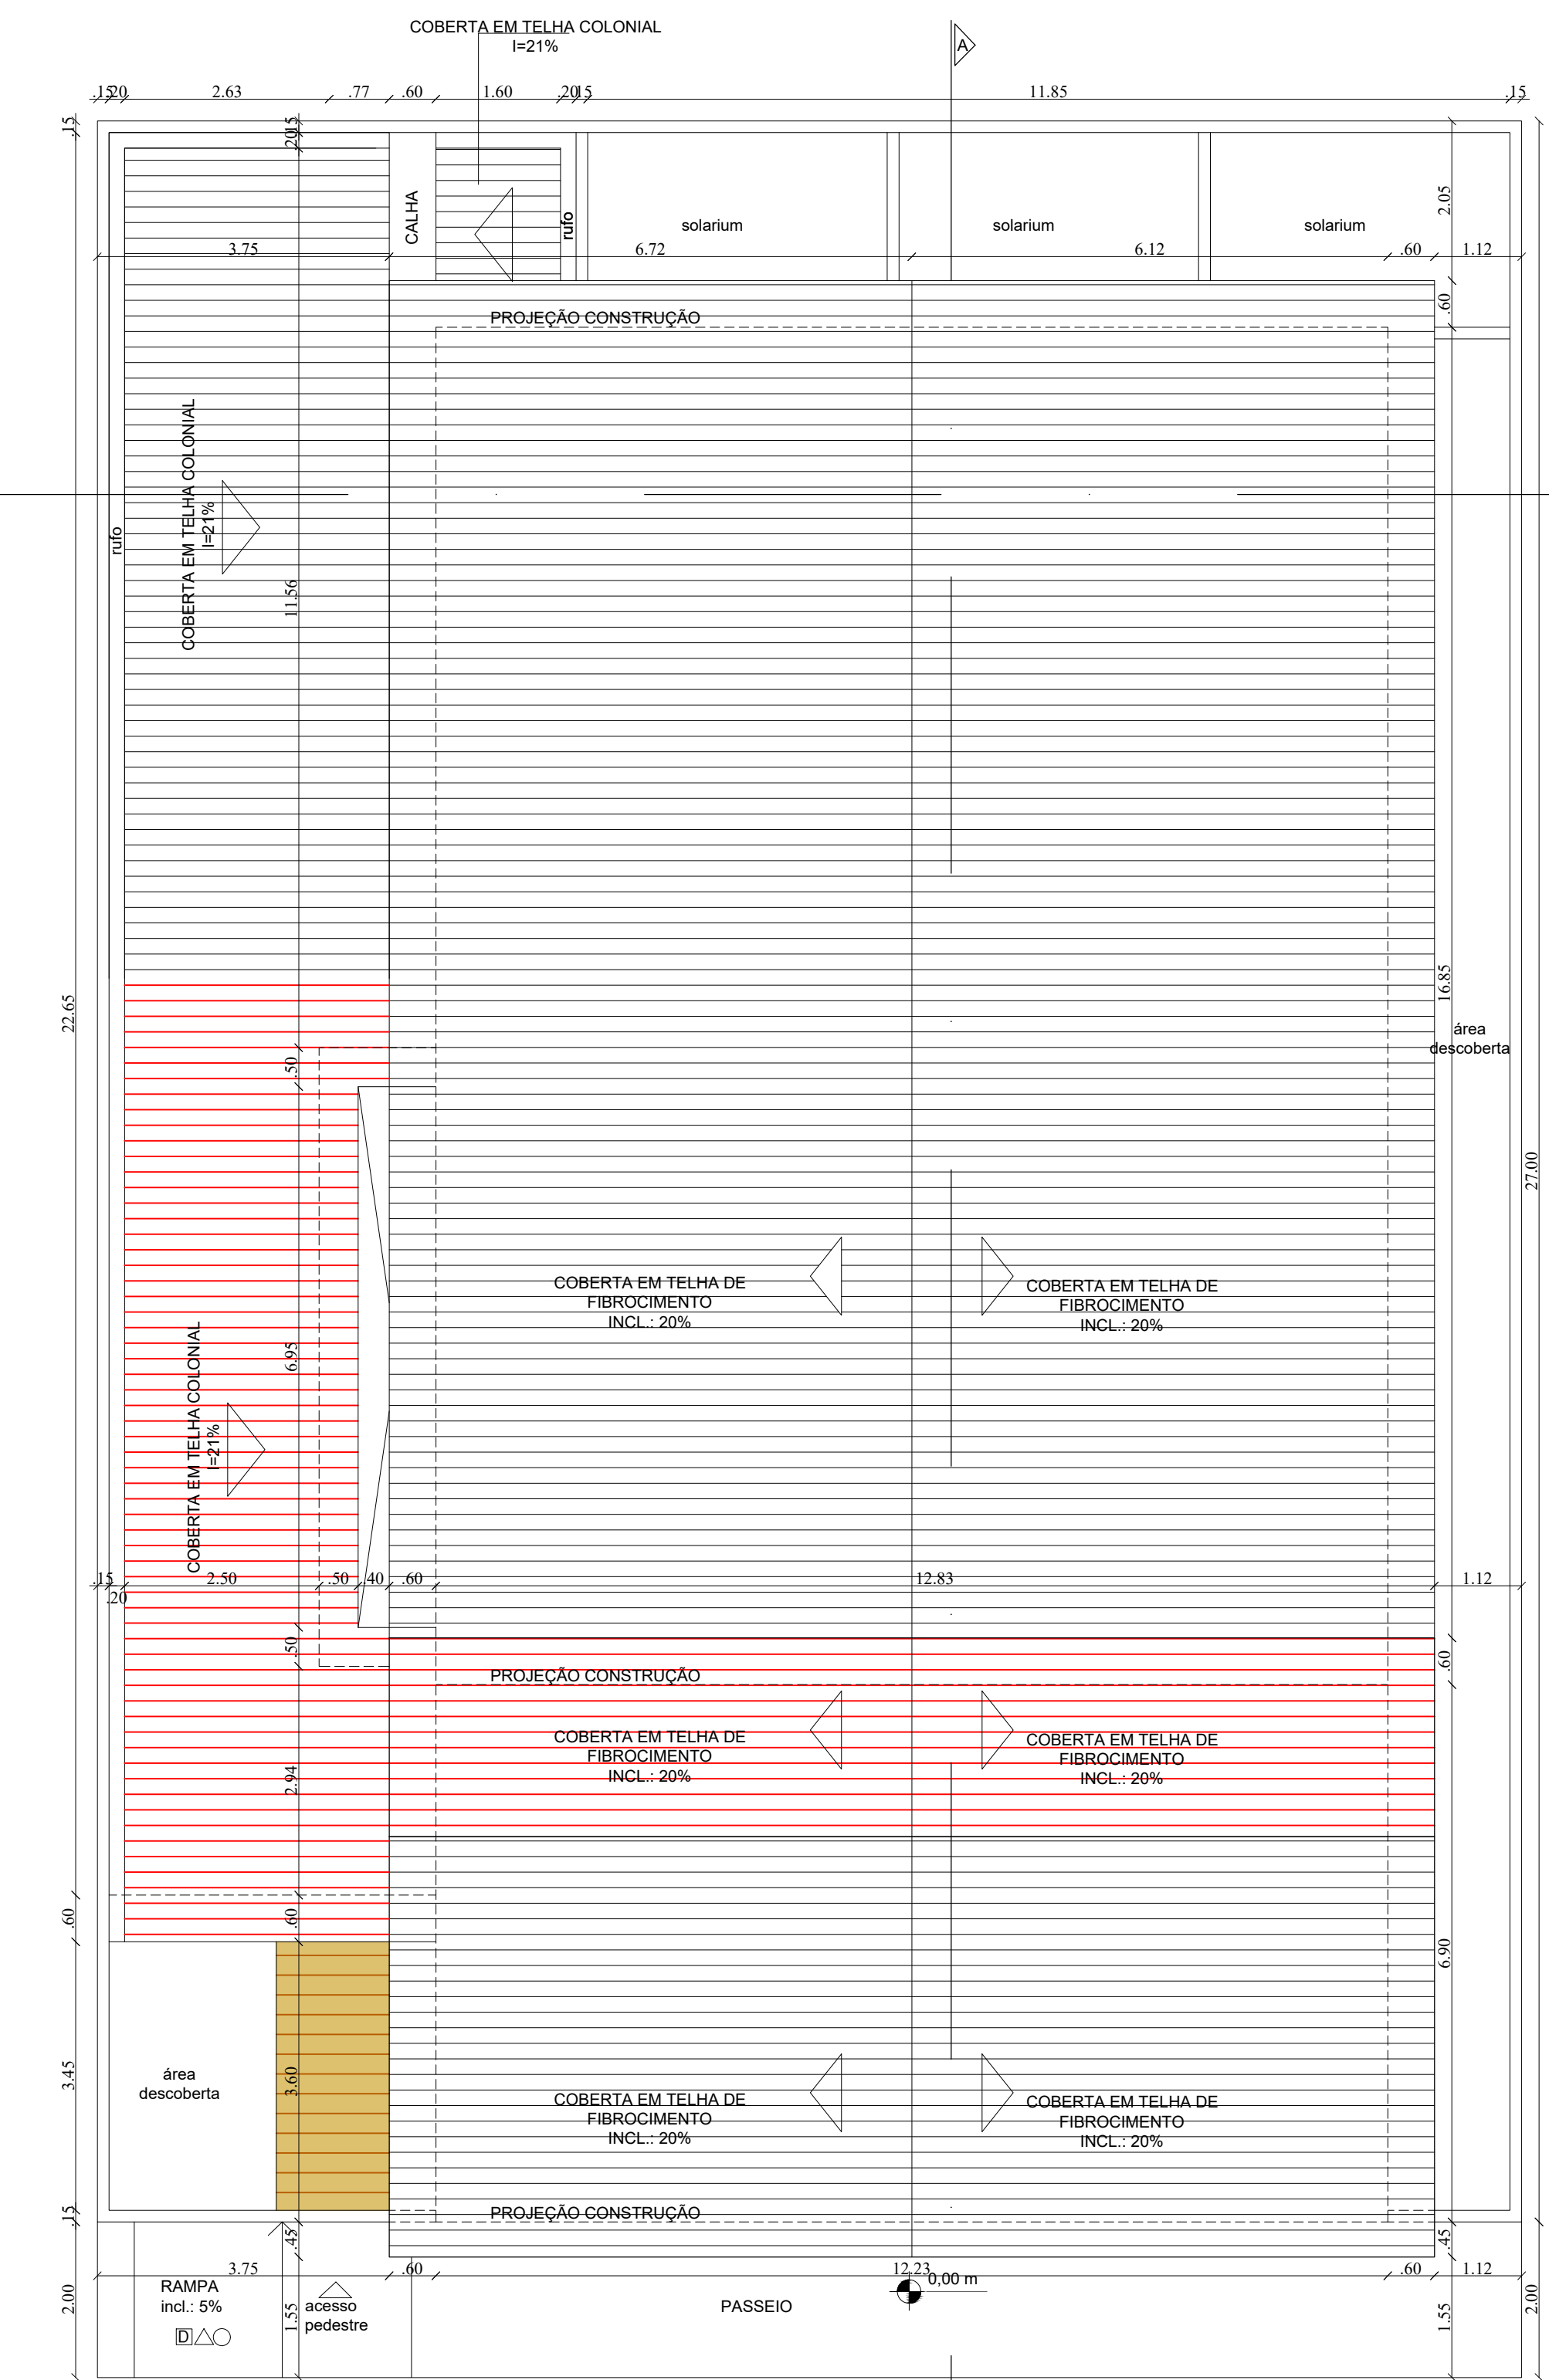 COBERTA EM TELHA COLONIAL
I=21%
A
.15
.20
2.63
.77
.60
1.60
.20
.15
11.85
.15
.15
.15
.20
CALHA
rufo
solarium
solarium
solarium
2.05
3.75
6.72
6.12
.60
1.12
.60
PROJEÇÃO CONSTRUÇÃO
COBERTA EM TELHA COLONIAL
I=21%
rufo
11.56
22.65
.50
16.85
área
descoberta
27.00
COBERTA EM TELHA DE
FIBROCIMENTO
INCL.: 20%
COBERTA EM TELHA DE
FIBROCIMENTO
INCL.: 20%
COBERTA EM TELHA COLONIAL
I=21%
6.95
.15
.20
2.50
.50
.40
.60
12.83
1.12
.50
.60
PROJEÇÃO CONSTRUÇÃO
COBERTA EM TELHA DE
FIBROCIMENTO
INCL.: 20%
COBERTA EM TELHA DE
FIBROCIMENTO
INCL.: 20%
2.94
.60
.60
6.90
área
descoberta
3.45
3.60
COBERTA EM TELHA DE
FIBROCIMENTO
INCL.: 20%
COBERTA EM TELHA DE
FIBROCIMENTO
INCL.: 20%
PROJEÇÃO CONSTRUÇÃO
.15
.45
.45
3.75
.60
12.23
.60
1.12
0,00 m
RAMPA
incl.: 5%
D
acesso
pedestre
PASSEIO
2.00
1.55
1.55
2.00